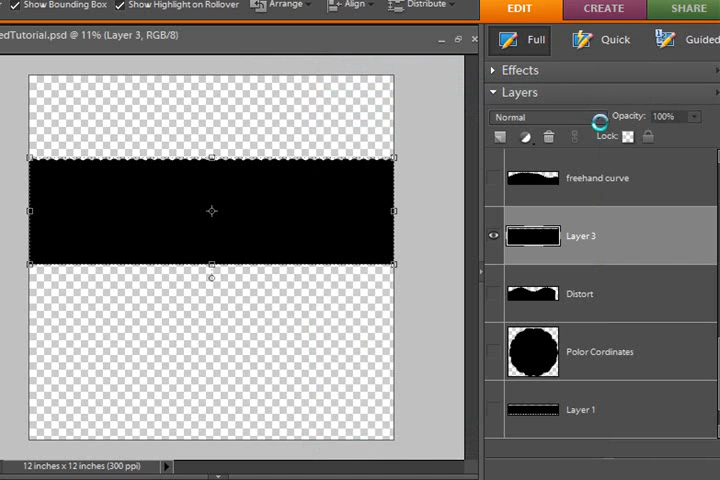 Show Bounding Box Show Highlight on Rollover Arrange Align Distribute
EDIT CREATE SHARE
edTutorial.psd @ 11% (Layer 3, RGB/8)
Full Quick Guided
Effects
Layers
Normal Opacity: 100%
Lock:
freehand curve
Layer 3
Distort
Polor Cordinates
Layer 1
12 inches x 12 inches (300 ppi)